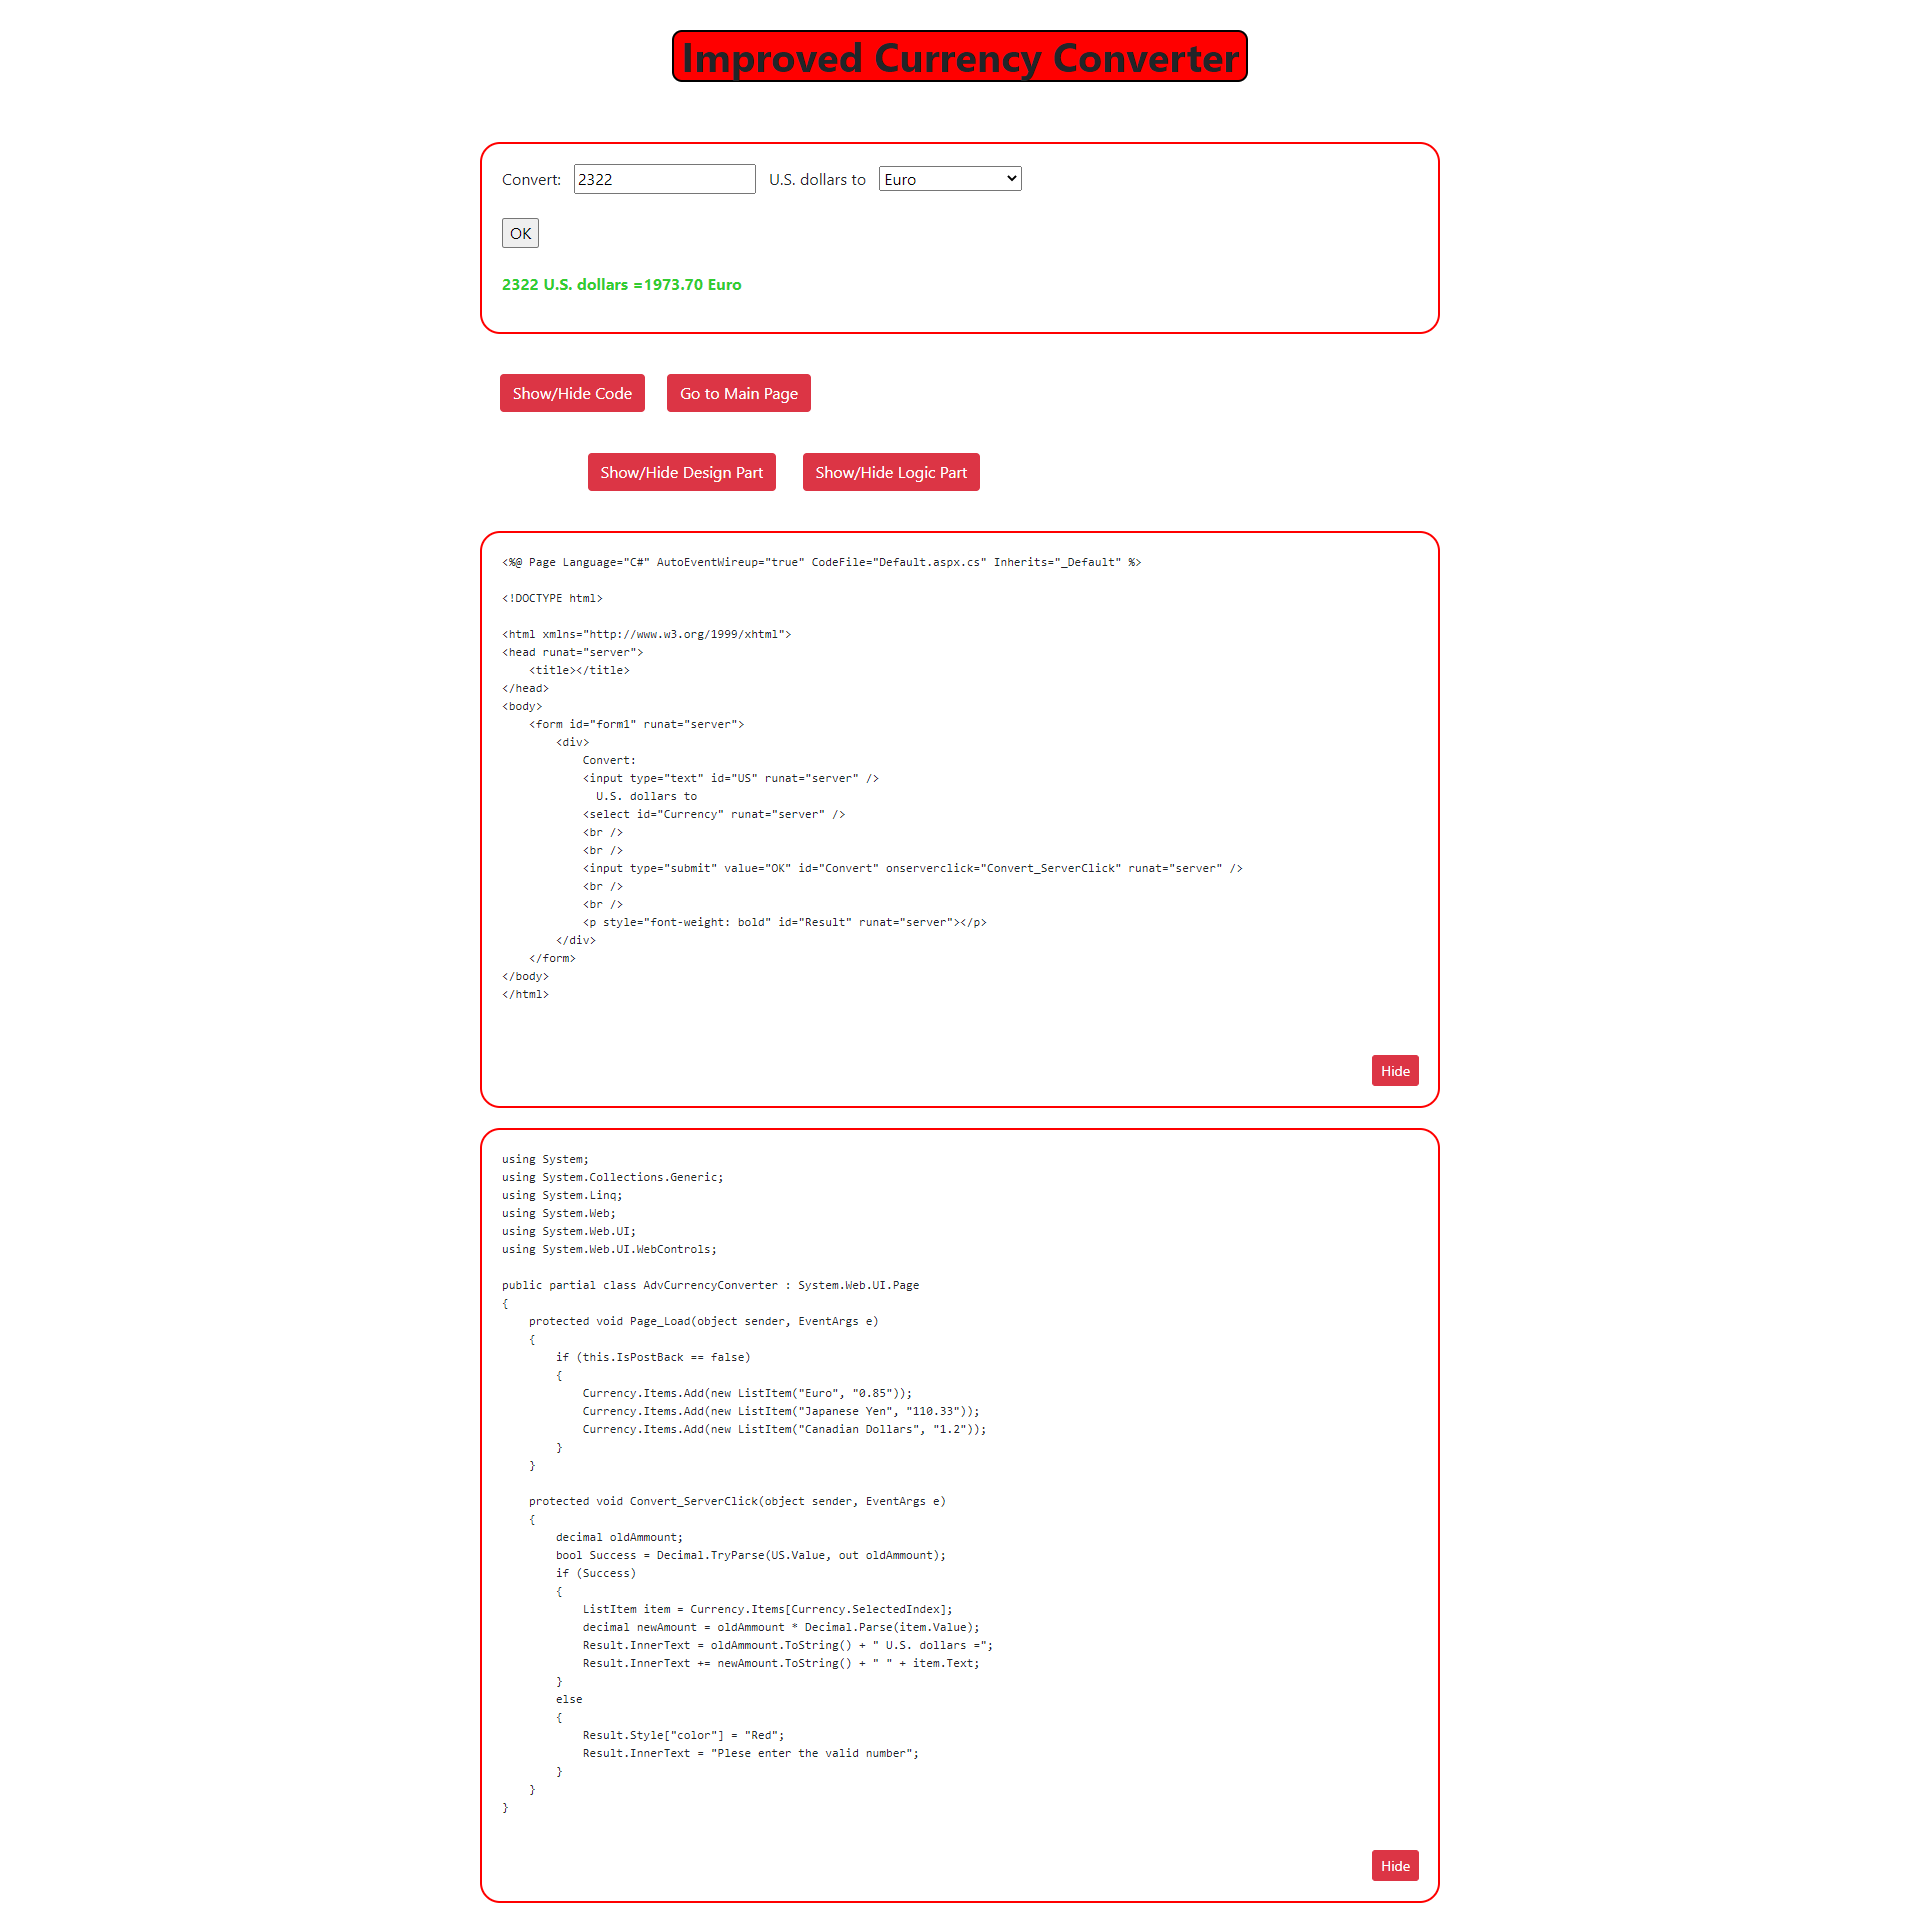 Improved Currency Converter
Convert: 2322 U.S. dollars to Euro
OK
2322 U.S. dollars =1973.70 Euro
Show/Hide Code Go to Main Page
Show/Hide Design Part Show/Hide Logic Part
<%@ Page Language="C#" AutoEventWireup="true" CodeFile="Default.aspx.cs" Inherits="_Default" %>
<!DOCTYPE html>
<html xmlns="http://www.w3.org/1999/xhtml">
<head runat="server">
    <title></title>
</head>
<body>
    <form id="form1" runat="server">
        <div>
            Convert:
            <input type="text" id="US" runat="server" />
              U.S. dollars to
            <select id="Currency" runat="server" />
            <br />
            <br />
            <input type="submit" value="OK" id="Convert" onserverclick="Convert_ServerClick" runat="server" />
            <br />
            <br />
            <p style="font-weight: bold" id="Result" runat="server"></p>
        </div>
    </form>
</body>
</html>
Hide
using System;
using System.Collections.Generic;
using System.Linq;
using System.Web;
using System.Web.UI;
using System.Web.UI.WebControls;
public partial class AdvCurrencyConverter : System.Web.UI.Page
{
    protected void Page_Load(object sender, EventArgs e)
    {
        if (this.IsPostBack == false)
        {
            Currency.Items.Add(new ListItem("Euro", "0.85"));
            Currency.Items.Add(new ListItem("Japanese Yen", "110.33"));
            Currency.Items.Add(new ListItem("Canadian Dollars", "1.2"));
        }
    }
    protected void Convert_ServerClick(object sender, EventArgs e)
    {
        decimal oldAmmount;
        bool Success = Decimal.TryParse(US.Value, out oldAmmount);
        if (Success)
        {
            ListItem item = Currency.Items[Currency.SelectedIndex];
            decimal newAmount = oldAmmount * Decimal.Parse(item.Value);
            Result.InnerText = oldAmmount.ToString() + " U.S. dollars =";
            Result.InnerText += newAmount.ToString() + " " + item.Text;
        }
        else
        {
            Result.Style["color"] = "Red";
            Result.InnerText = "Plese enter the valid number";
        }
    }
}
Hide